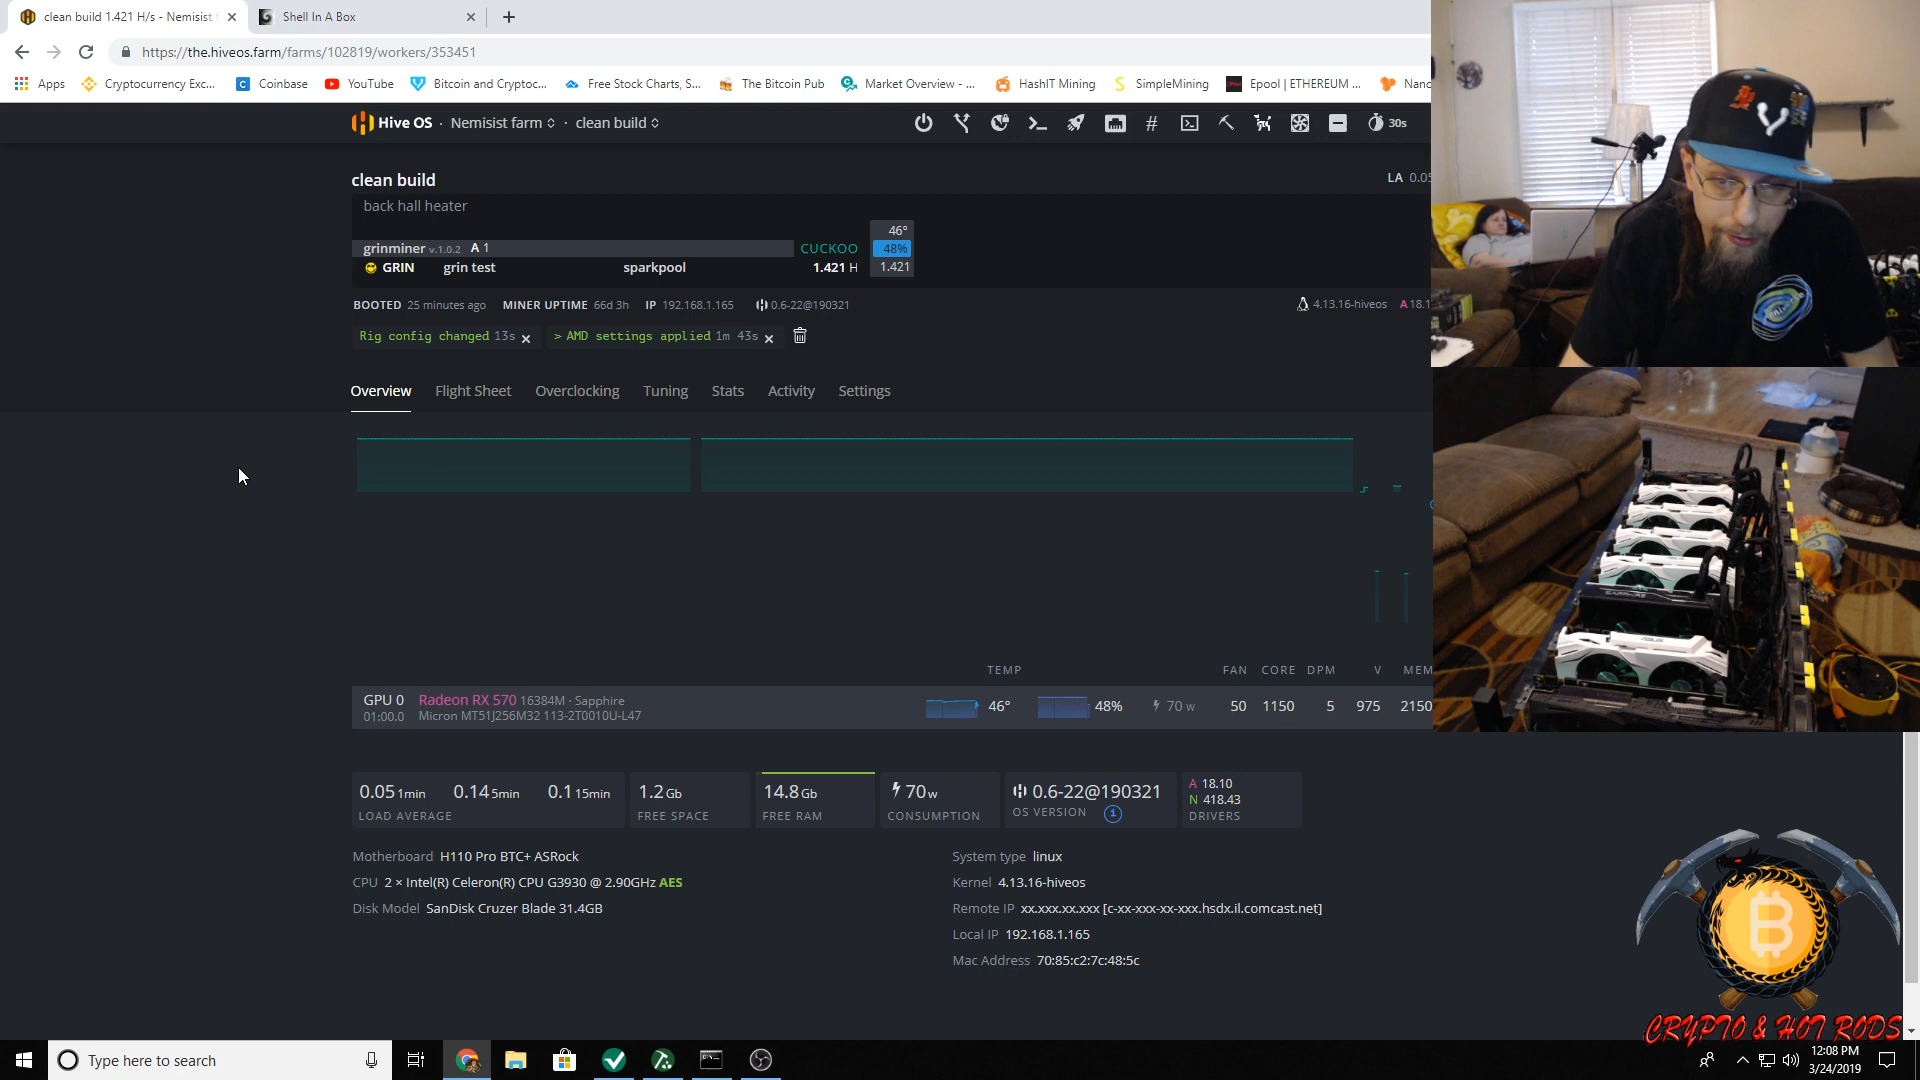 clean build 1.421 H/s - Nemisist f
Shell In A Box
https://the.hiveos.farm/farms/102819/workers/353451
Apps
Cryptocurrency Exc...
Coinbase
YouTube
Bitcoin and Cryptoc...
Free Stock Charts, S...
The Bitcoin Pub
Market Overview - ...
HashIT Mining
SimpleMining
Epool | ETHEREUM ...
Nanc
Hive OS · Nemisist farm · clean build
30s
clean build
LA 0.05
back hall heater
46°
grinminer v.1.0.2 A 1 CUCKOO 48%
GRIN grin test sparkpool 1.421 H 1.421
BOOTED 25 minutes ago MINER UPTIME 66d 3h IP 192.168.1.165 0.6-22@190321
4.13.16-hiveos A 18.1
Rig config changed 13s × > AMD settings applied 1m 43s ×
Overview Flight Sheet Overclocking Tuning Stats Activity Settings
TEMP FAN CORE DPM V MEM
GPU 0 Radeon RX 570 16384M · Sapphire 46° 48% 70 w 50 1150 5 975 2150
01:00.0 Micron MT51J256M32 113-2T0010U-L47
0.05 1min 0.14 5min 0.1 15min
LOAD AVERAGE
1.2 Gb
FREE SPACE
14.8 Gb
FREE RAM
70 w
CONSUMPTION
0.6-22@190321
OS VERSION
A 18.10
N 418.43
DRIVERS
Motherboard H110 Pro BTC+ ASRock
CPU 2 × Intel(R) Celeron(R) CPU G3930 @ 2.90GHz AES
Disk Model SanDisk Cruzer Blade 31.4GB
System type linux
Kernel 4.13.16-hiveos
Remote IP xx.xxx.xx.xxx [c-xx-xxx-xx-xxx.hsdx.il.comcast.net]
Local IP 192.168.1.165
Mac Address 70:85:c2:7c:48:5c
CRYPTO & HOT RODS
Type here to search
12:08 PM
3/24/2019